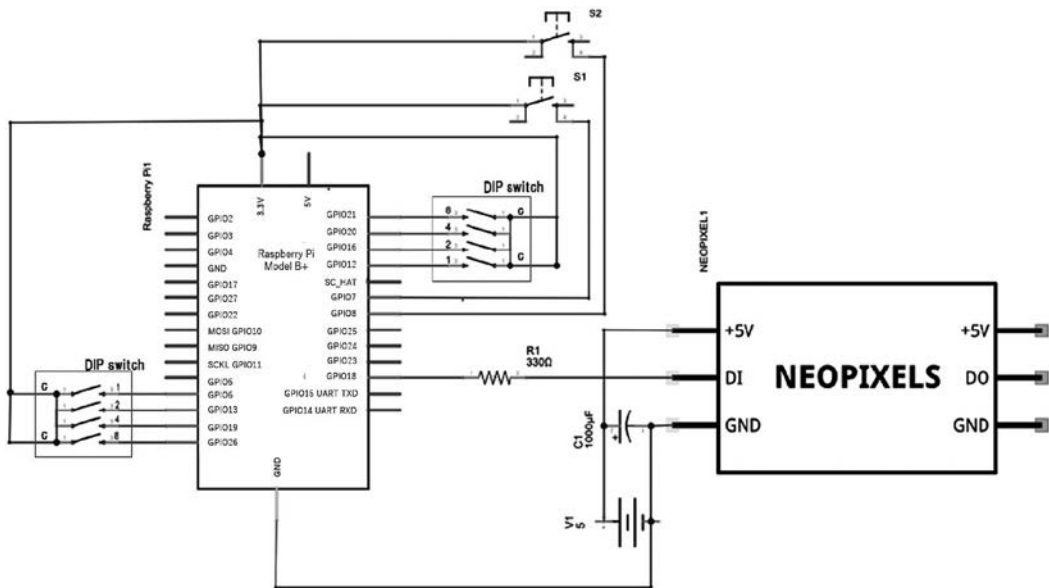 S2
S1
Raspberry Pi1
3.3V
5V
DIP switch
GPIO2
GPIO3
GPIO4
GND
GPIO17
GPIO27
GPIO22
MOSI GPIO10
MISO GPIO9
SCKL GPIO11
GPIO5
GPIO6
GPIO13
GPIO19
GPIO26
Raspberry Pi
Model B+
GPIO21
GPIO20
GPIO16
GPIO12
SC_HAT
GPIO7
GPIO8
GPIO25
GPIO24
GPIO23
GPIO18
GPIO15 UART TXD
GPIO14 UART RXD
GND
8
4
2
1
C
C
DIP switch
C
C
1
2
4
8
R1
330Ω
C1
1000µF
+
V1
5
NEOPIXEL1
+5V
DI
GND
NEOPIXELS
+5V
DO
GND